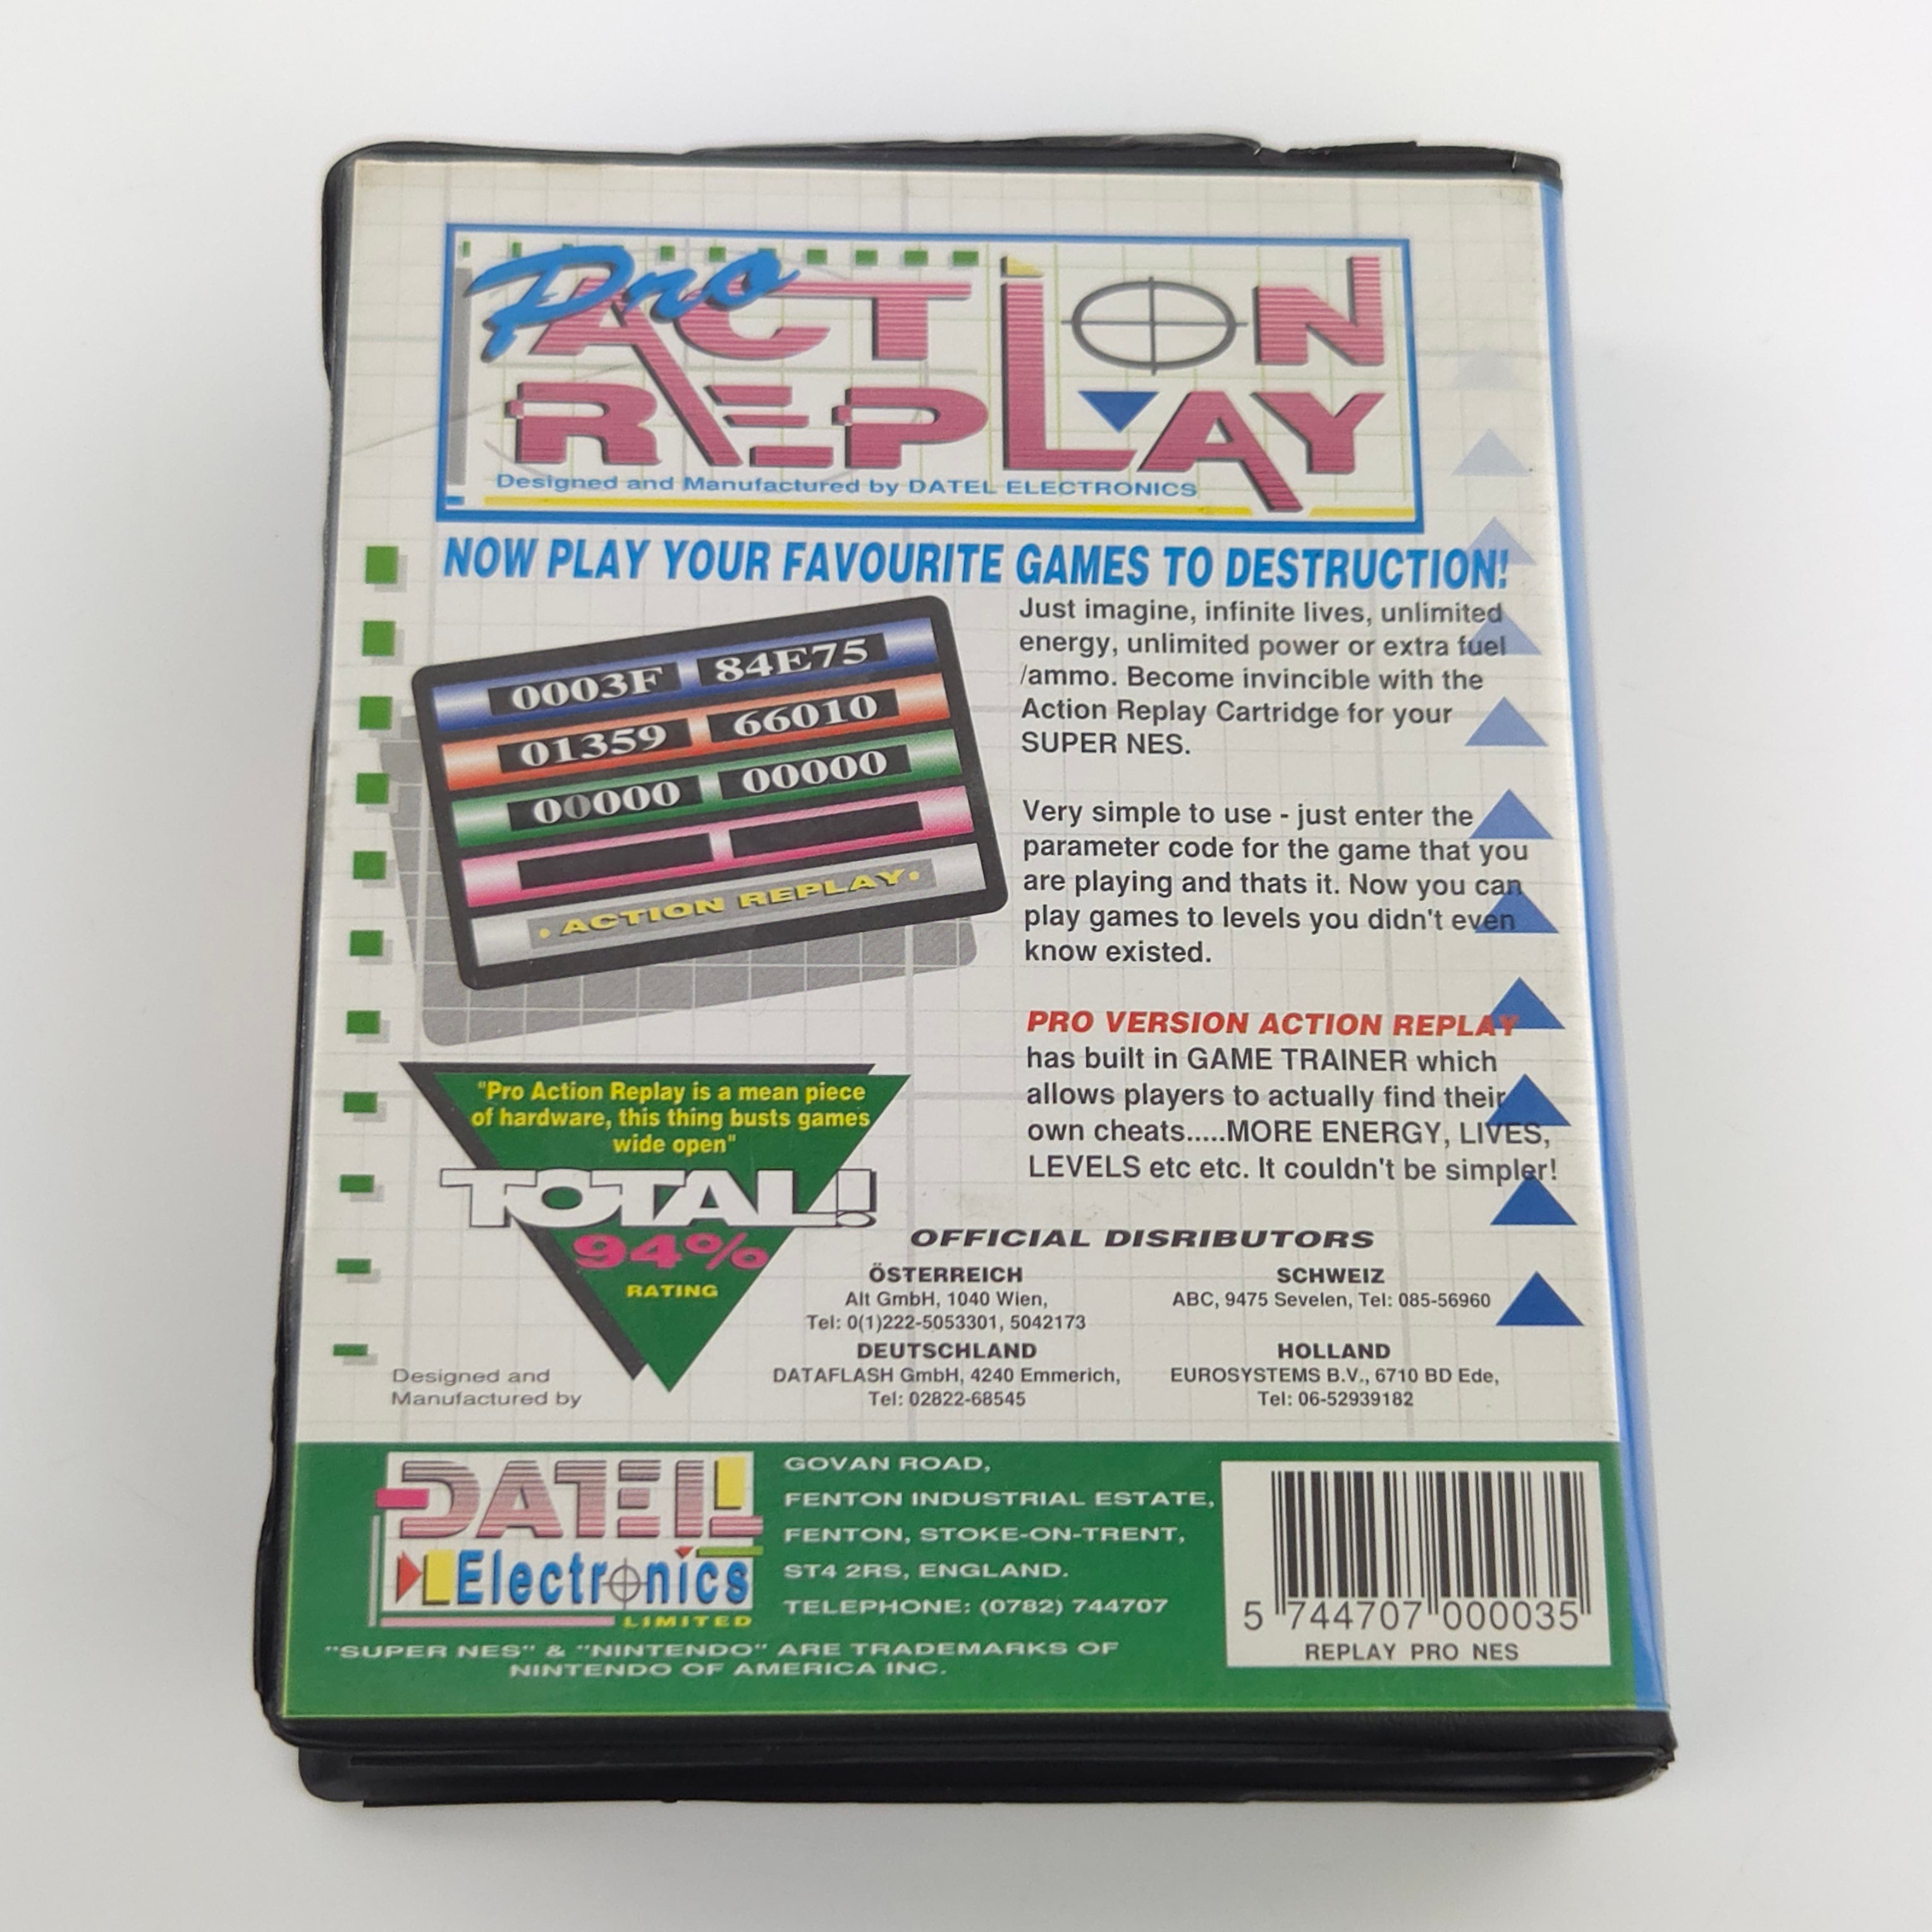 Pro ACTION
REPLAY
Designed and Manufactured by DATEL ELECTRONICS
NOW PLAY YOUR FAVOURITE GAMES TO DESTRUCTION!
0003F 84E75
01359 66010
00000 00000
• ACTION REPLAY •
Just imagine, infinite lives, unlimited
energy, unlimited power or extra fuel
/ammo. Become invincible with the
Action Replay Cartridge for your
SUPER NES.
Very simple to use - just enter the
parameter code for the game that you
are playing and thats it. Now you can
play games to levels you didn't even
know existed.
PRO VERSION ACTION REPLAY
has built in GAME TRAINER which
allows players to actually find their
own cheats.....MORE ENERGY, LIVES,
LEVELS etc etc. It couldn't be simpler!
"Pro Action Replay is a mean piece
of hardware, this thing busts games
wide open"
TOTAL!
94%
RATING
OFFICIAL DISRIBUTORS
ÖSTERREICH
Alt GmbH, 1040 Wien,
Tel: 0(1)222-5053301, 5042173
DEUTSCHLAND
DATAFLASH GmbH, 4240 Emmerich,
Tel: 02822-68545
SCHWEIZ
ABC, 9475 Sevelen, Tel: 085-56960
HOLLAND
EUROSYSTEMS B.V., 6710 BD Ede,
Tel: 06-52939182
Designed and
Manufactured by
DATEL
Electronics
LIMITED
GOVAN ROAD,
FENTON INDUSTRIAL ESTATE,
FENTON, STOKE-ON-TRENT,
ST4 2RS, ENGLAND.
TELEPHONE: (0782) 744707
"SUPER NES" & "NINTENDO" ARE TRADEMARKS OF
NINTENDO OF AMERICA INC.
5 744707 000035
REPLAY PRO NES